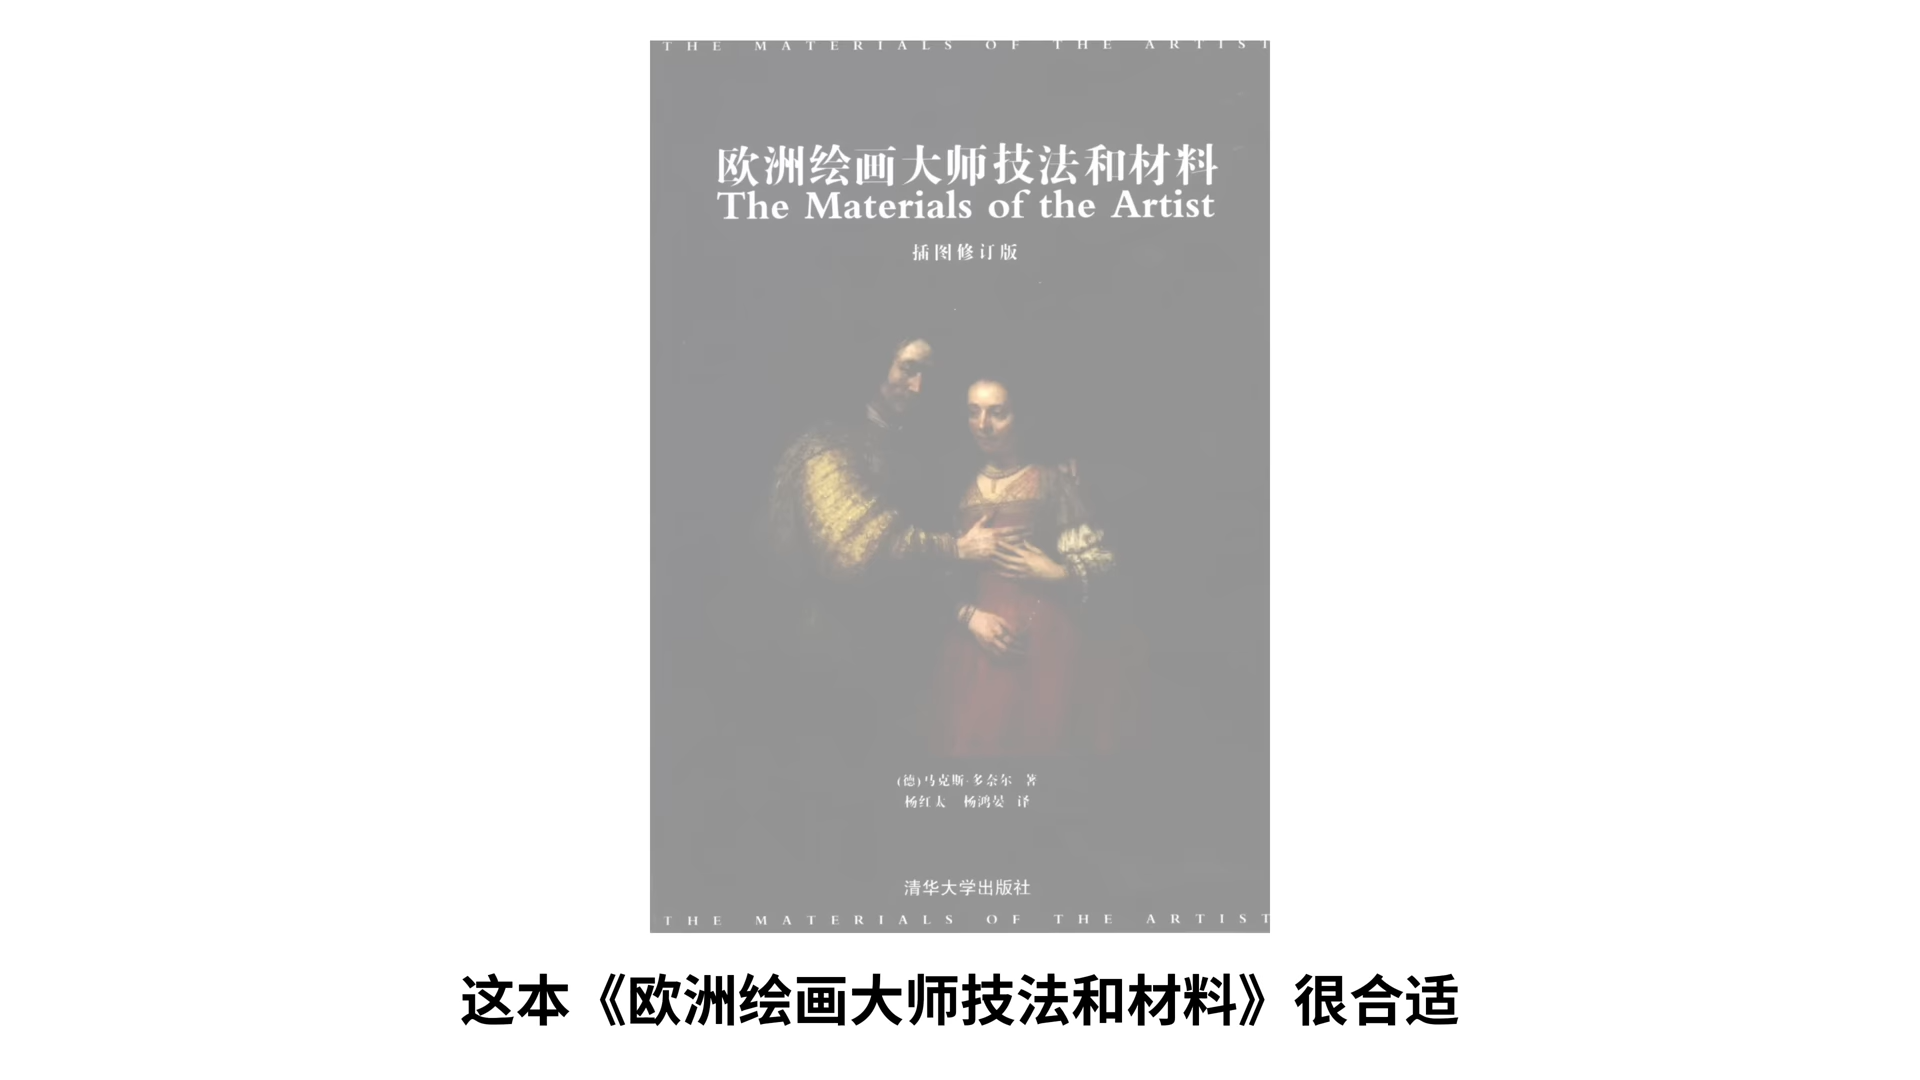 THE MATERIALS OF THE ARTIST
欧洲绘画大师技法和材料
The Materials of the Artist
插图修订版
(德)马克斯·多奈尔 著
杨红太 杨鸿晏 译
清华大学出版社
THE MATERIALS OF THE ARTIST
这本《欧洲绘画大师技法和材料》很合适